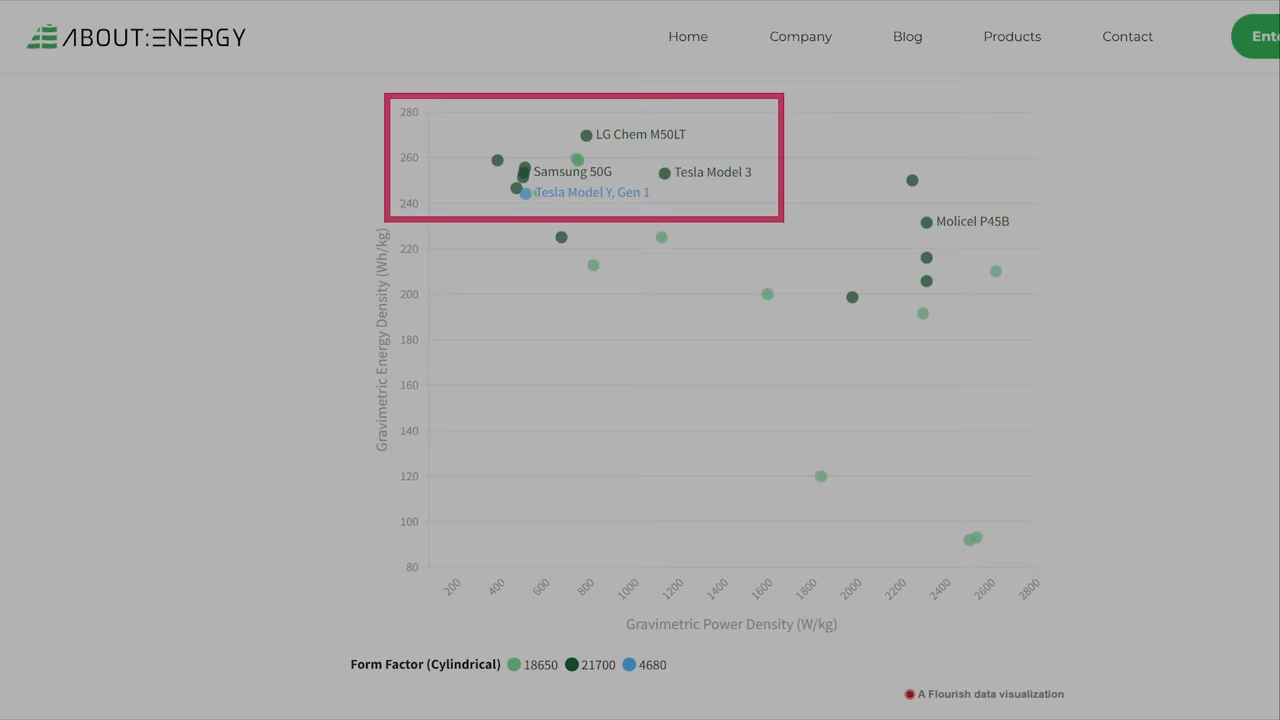 ABOUT:ENERGY
Home
Company
Blog
Products
Contact
Ente
280
260
240
220
200
180
160
140
120
100
80
Gravimetric Energy Density (Wh/kg)
LG Chem M50LT
Samsung 50G
Tesla Model 3
Tesla Model Y, Gen 1
Molicel P45B
200
400
600
800
1000
1200
1400
1600
1800
2000
2200
2400
2600
2800
Gravimetric Power Density (W/kg)
Form Factor (Cylindrical) 18650 21700 4680
A Flourish data visualization